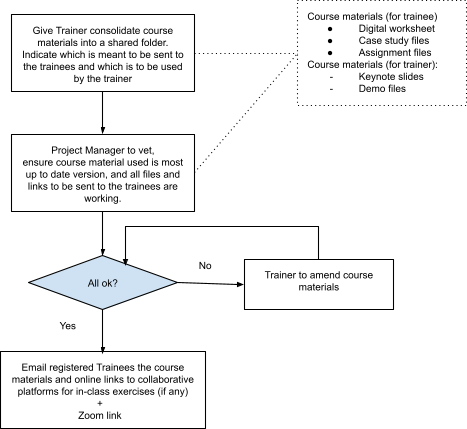 Give Trainer consolidate course
materials into a shared folder.
Indicate which is meant to be sent to
the trainees and which is to be used
by the trainer
Course materials (for trainee)
● Digital worksheet
● Case study files
● Assignment files
Course materials (for trainer):
- Keynote slides
- Demo files
Project Manager to vet,
ensure course material used is most
up to date version, and all files and
links to be sent to the trainees are
working.
All ok?
No
Trainer to amend course
materials
Yes
Email registered Trainees the course
materials and online links to collaborative
platforms for in-class exercises (if any)
+
Zoom link